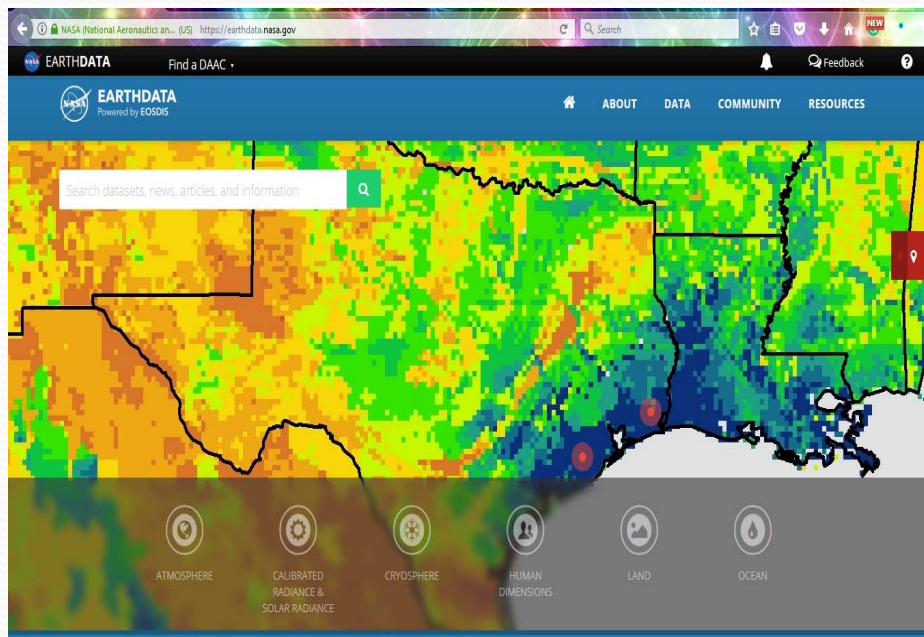 NASA (National Aeronautics an... (US) https://earthdata.nasa.gov
Search
NEW
NASA EARTHDATA Find a DAAC Feedback
NASA EARTHDATA
Powered by EOSDIS
ABOUT DATA COMMUNITY RESOURCES
Search datasets, news, articles, and information
ATMOSPHERE
CALIBRATED
RADIANCE &
SOLAR RADIANCE
CRYOSPHERE
HUMAN
DIMENSIONS
LAND
OCEAN